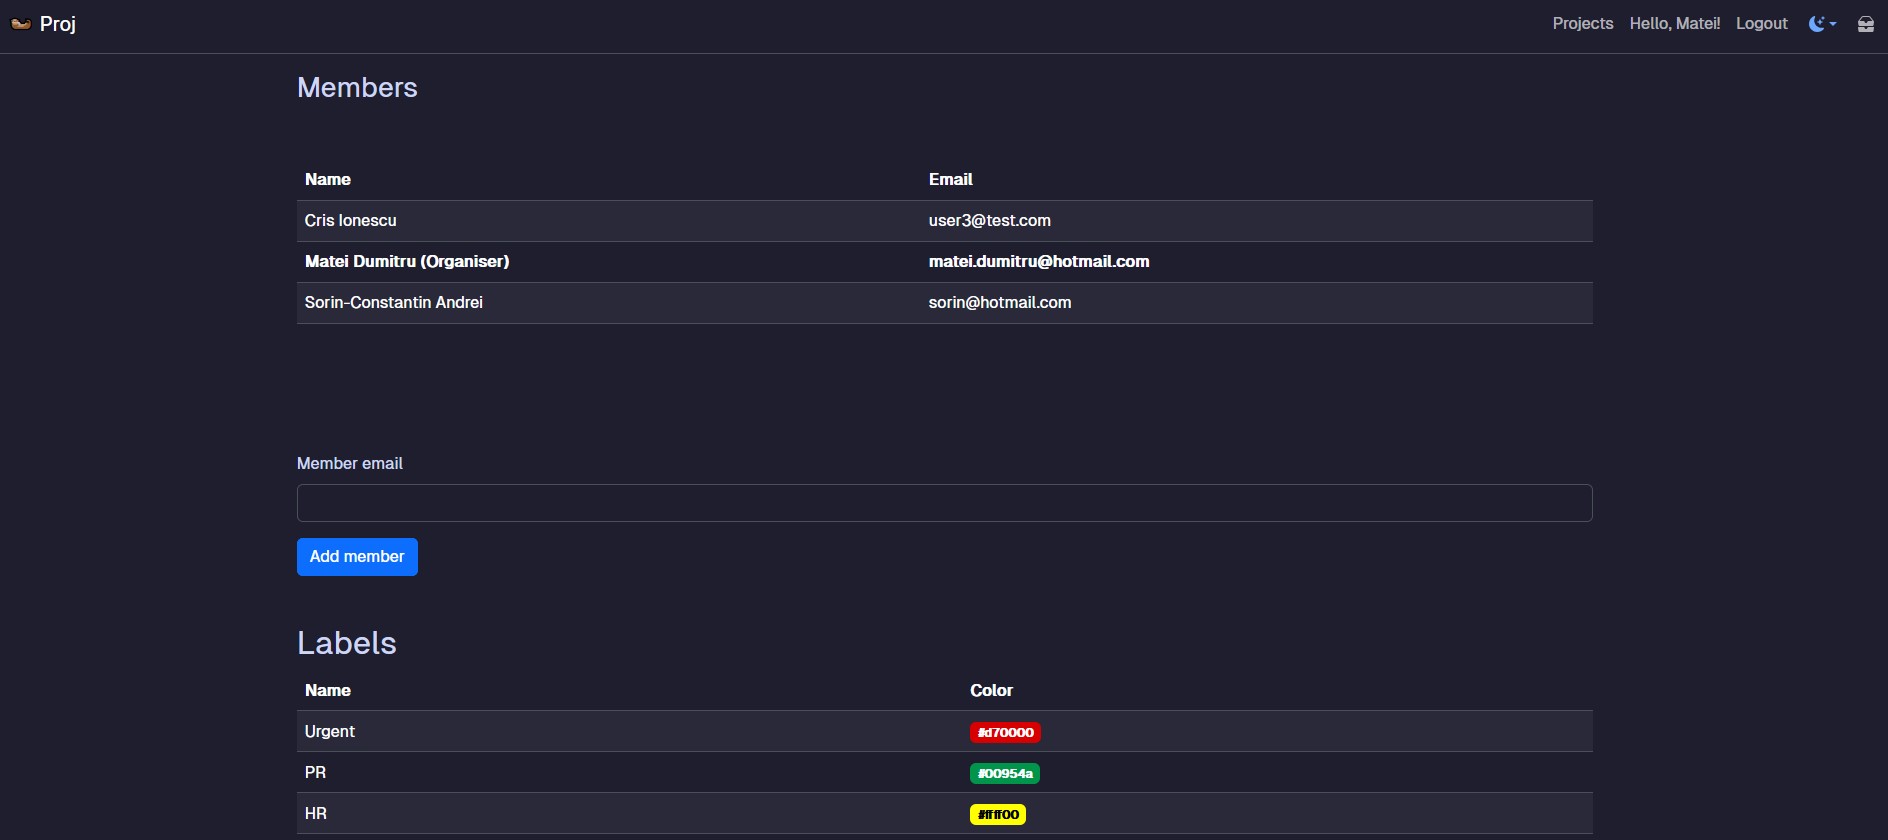 Proj
Projects Hello, Matei! Logout
Members
Name Email
Cris Ionescu user3@test.com
Matei Dumitru (Organiser) matei.dumitru@hotmail.com
Sorin-Constantin Andrei sorin@hotmail.com
Member email
Add member
Labels
Name Color
Urgent #d70000
PR #00954a
HR #ffff00